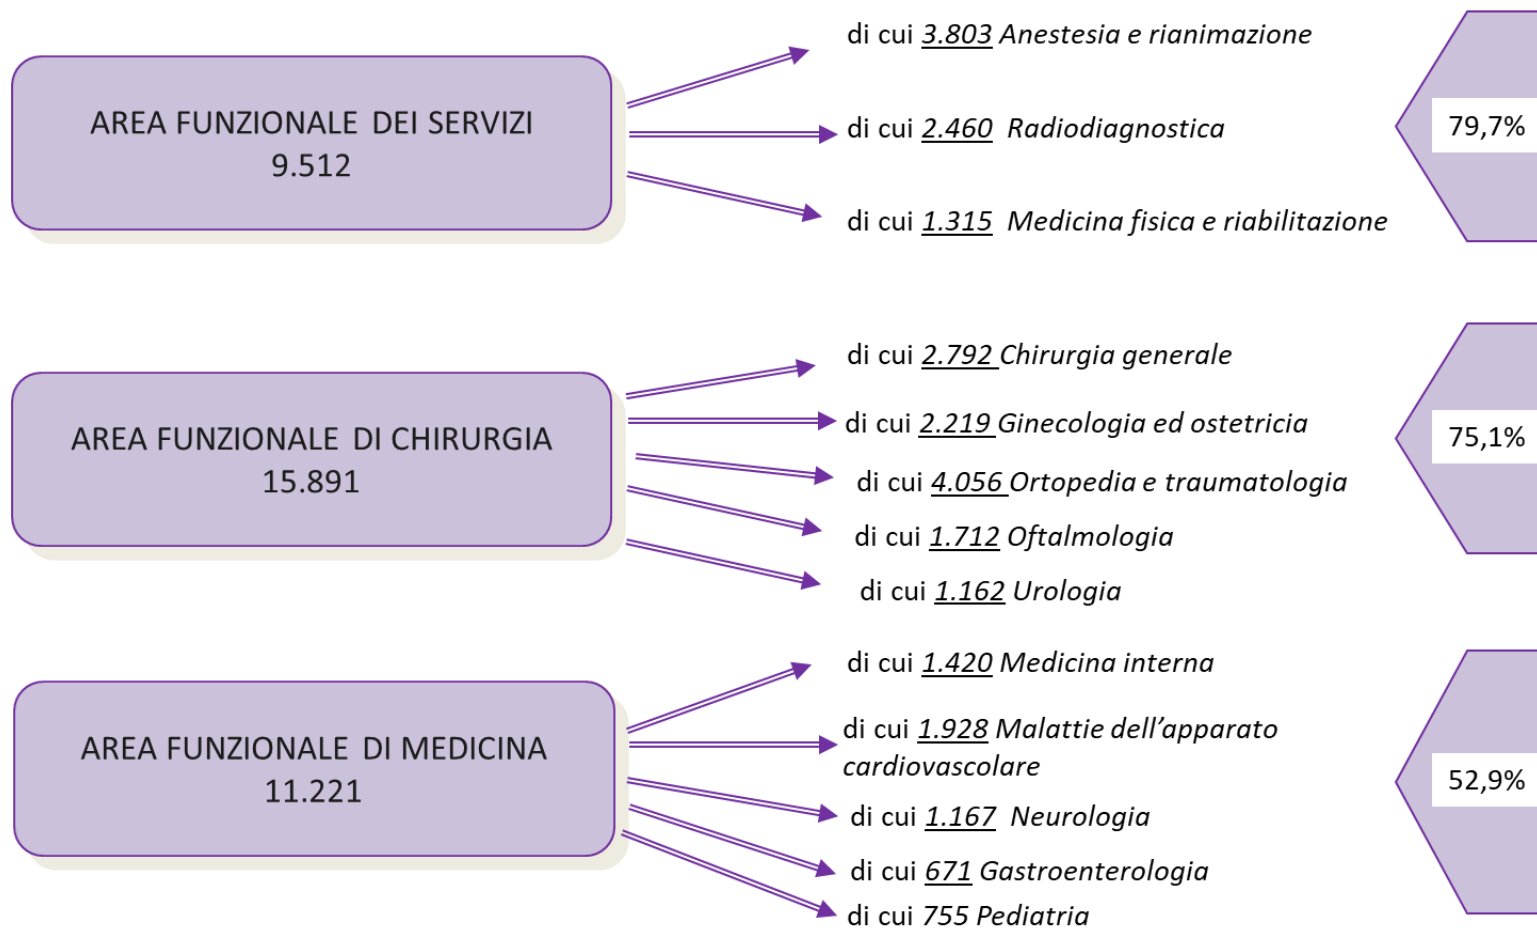 AREA FUNZIONALE DEI SERVIZI
9.512
di cui 3.803 Anestesia e rianimazione
di cui 2.460 Radiodiagnostica
di cui 1.315 Medicina fisica e riabilitazione
79,7%
AREA FUNZIONALE DI CHIRURGIA
15.891
di cui 2.792 Chirurgia generale
di cui 2.219 Ginecologia ed ostetricia
di cui 4.056 Ortopedia e traumatologia
di cui 1.712 Oftalmologia
di cui 1.162 Urologia
75,1%
AREA FUNZIONALE DI MEDICINA
11.221
di cui 1.420 Medicina interna
di cui 1.928 Malattie dell’apparato
cardiovascolare
di cui 1.167 Neurologia
di cui 671 Gastroenterologia
di cui 755 Pediatria
52,9%